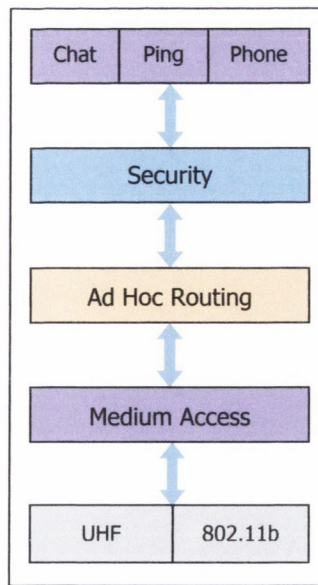 Chat Ping Phone
Security
Ad Hoc Routing
Medium Access
UHF 802.11b